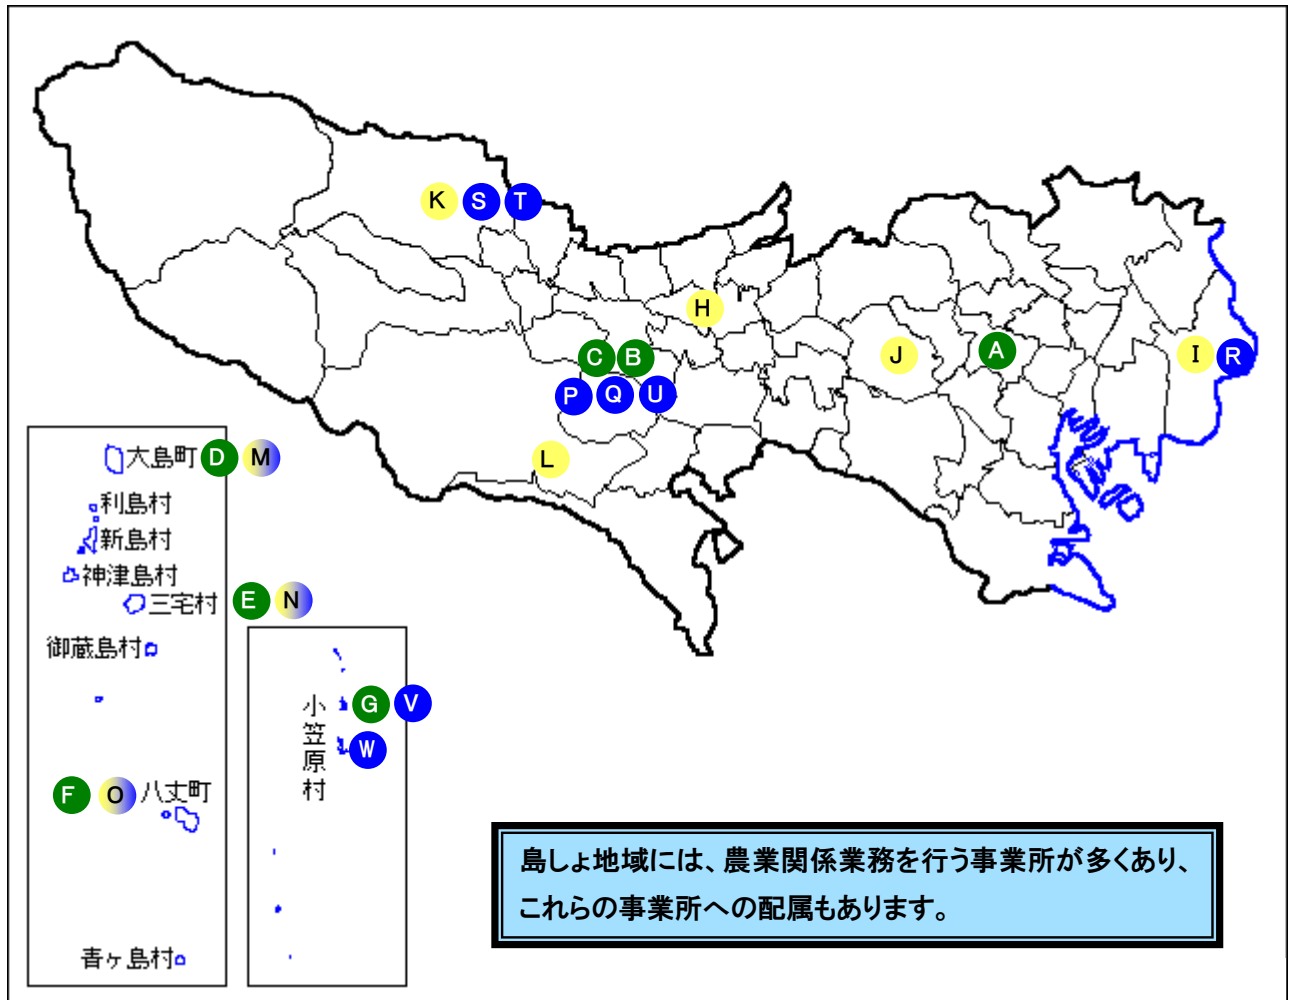 K S T
H
C B
J
A
I R
P Q U
L
大島町 D M
利島村
新島村
神津島村
三宅村 E N
御蔵島村
小笠原村
G V
W
F O 八丈町
青ヶ島村
島しょ地域には、農業関係業務を行う事業所が多くあり、
これらの事業所への配属もあります。